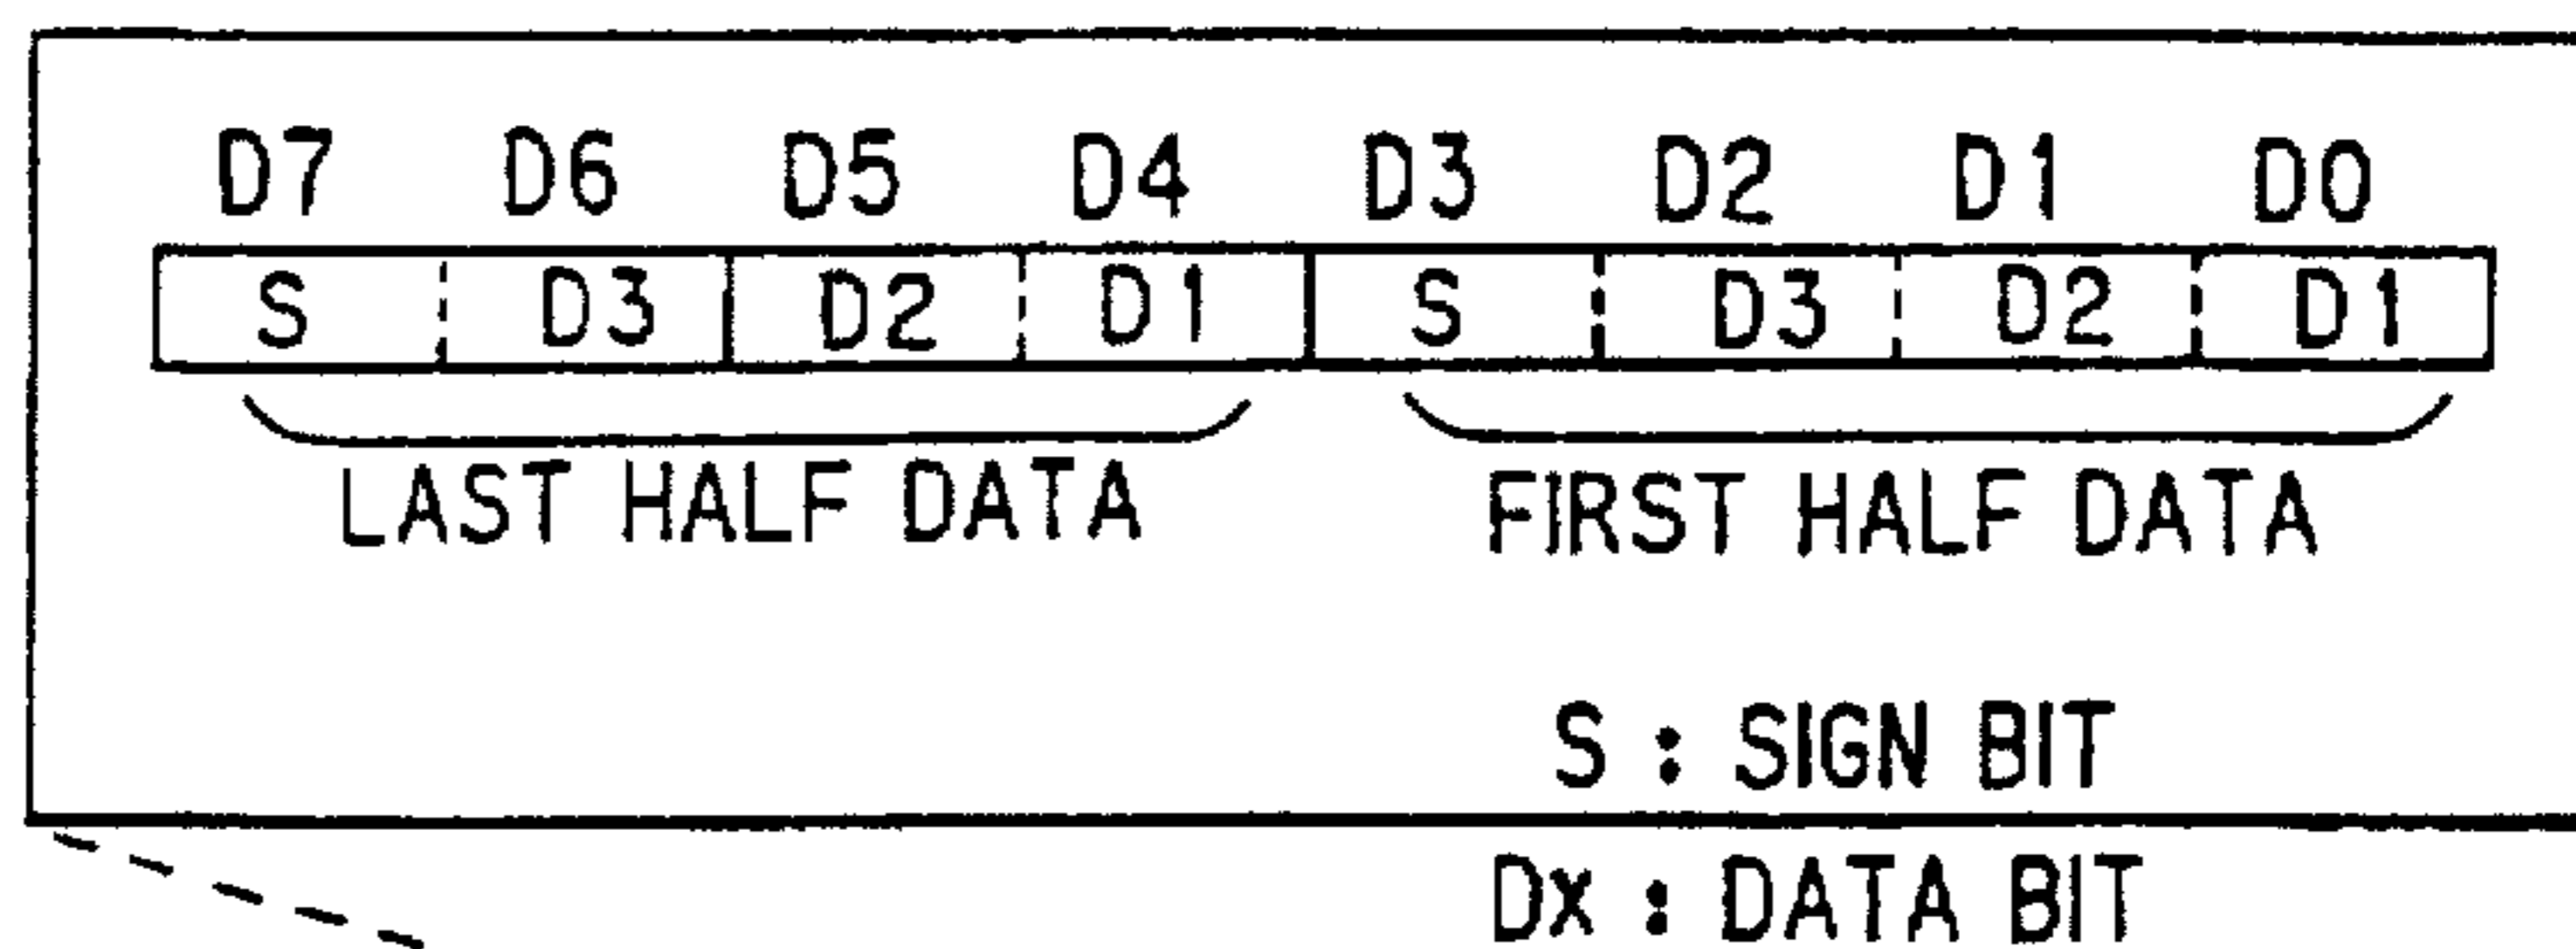 D7 D6 D5 D4 D3 D2 D1 D0
S D3 D2 D1 S D3 D2 D1
LAST HALF DATA FIRST HALF DATA
S : SIGN BIT
Dx : DATA BIT